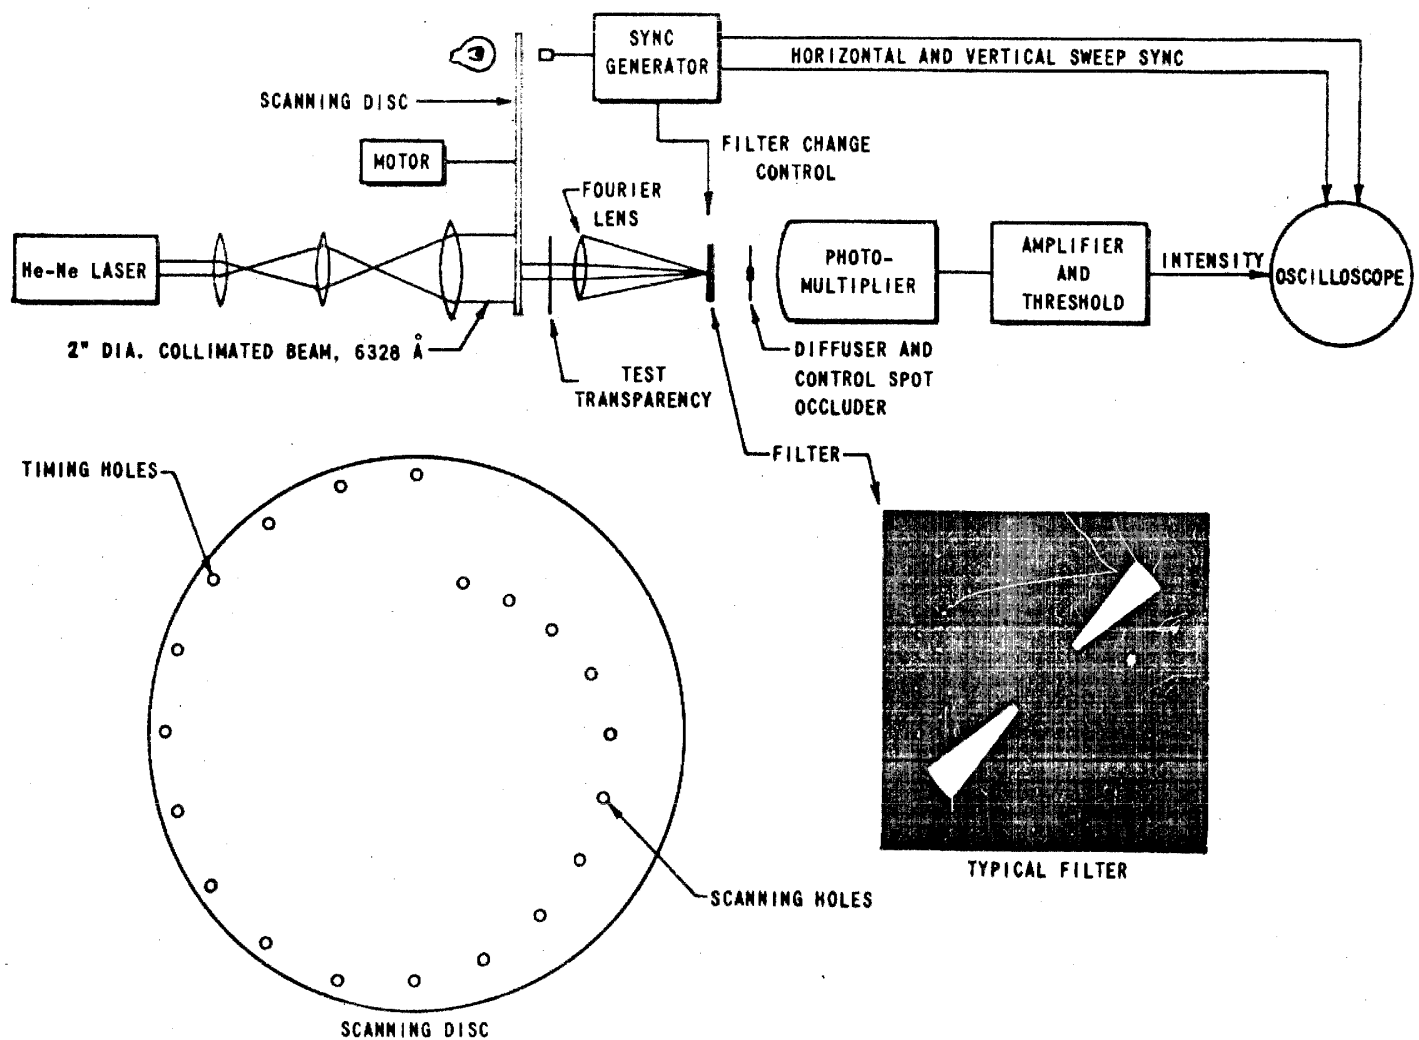 SYNC
GENERATOR
HORIZONTAL AND VERTICAL SWEEP SYNC
SCANNING DISC
FILTER CHANGE
CONTROL
MOTOR
FOURIER
LENS
He-Ne LASER
PHOTO-
MULTIPLIER
AMPLIFIER
AND
THRESHOLD
INTENSITY
OSCILLOSCOPE
2" DIA. COLLIMATED BEAM, 6328 Å
TEST
TRANSPARENCY
DIFFUSER AND
CONTROL SPOT
OCCLUDER
FILTER
TIMING HOLES
TYPICAL FILTER
SCANNING HOLES
SCANNING DISC